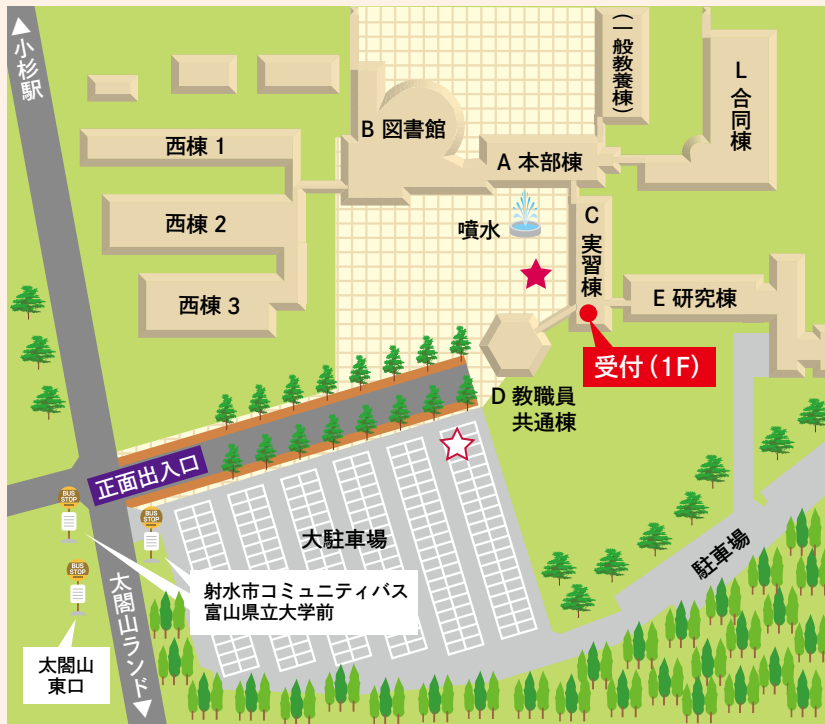 ▲小杉駅
(一般教養棟)
L 合同棟
B 図書館
西棟 1
A 本部棟
西棟 2
噴水
C 実習棟
西棟 3
E 研究棟
受付(1F)
D 教職員
共通棟
正面出入口
BUS
STOP
BUS
STOP
BUS
STOP
大駐車場
駐車場
射水市コミュニティバス
富山県立大学前
太閤山ランド▼
太閤山
東口